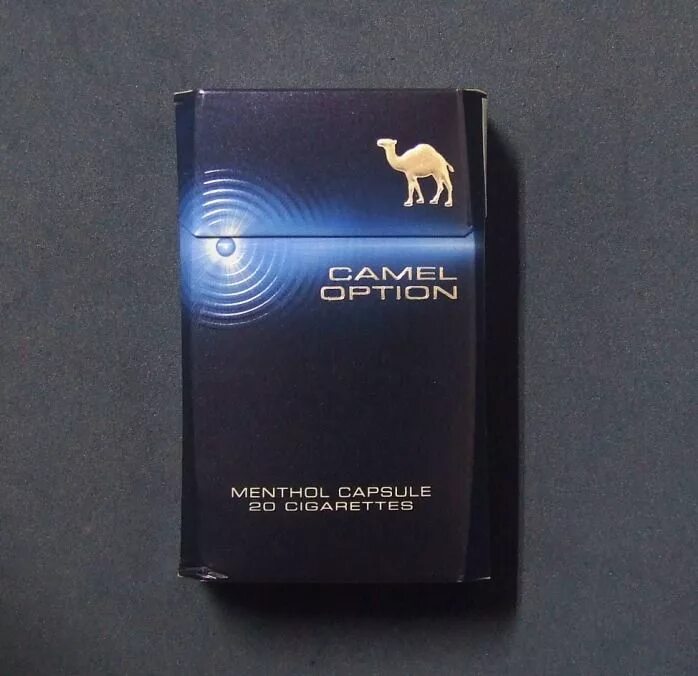 CAMEL
OPTION
MENTHOL CAPSULE
20 CIGARETTES